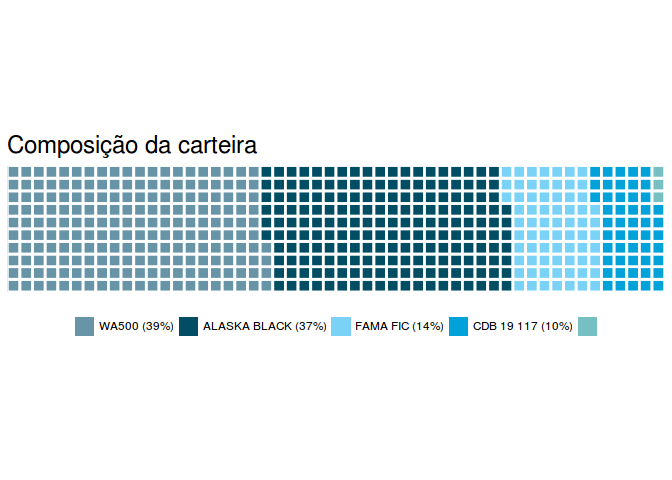 Composição da carteira
WA500 (39%) ALASKA BLACK (37%) FAMA FIC (14%) CDB 19 117 (10%)